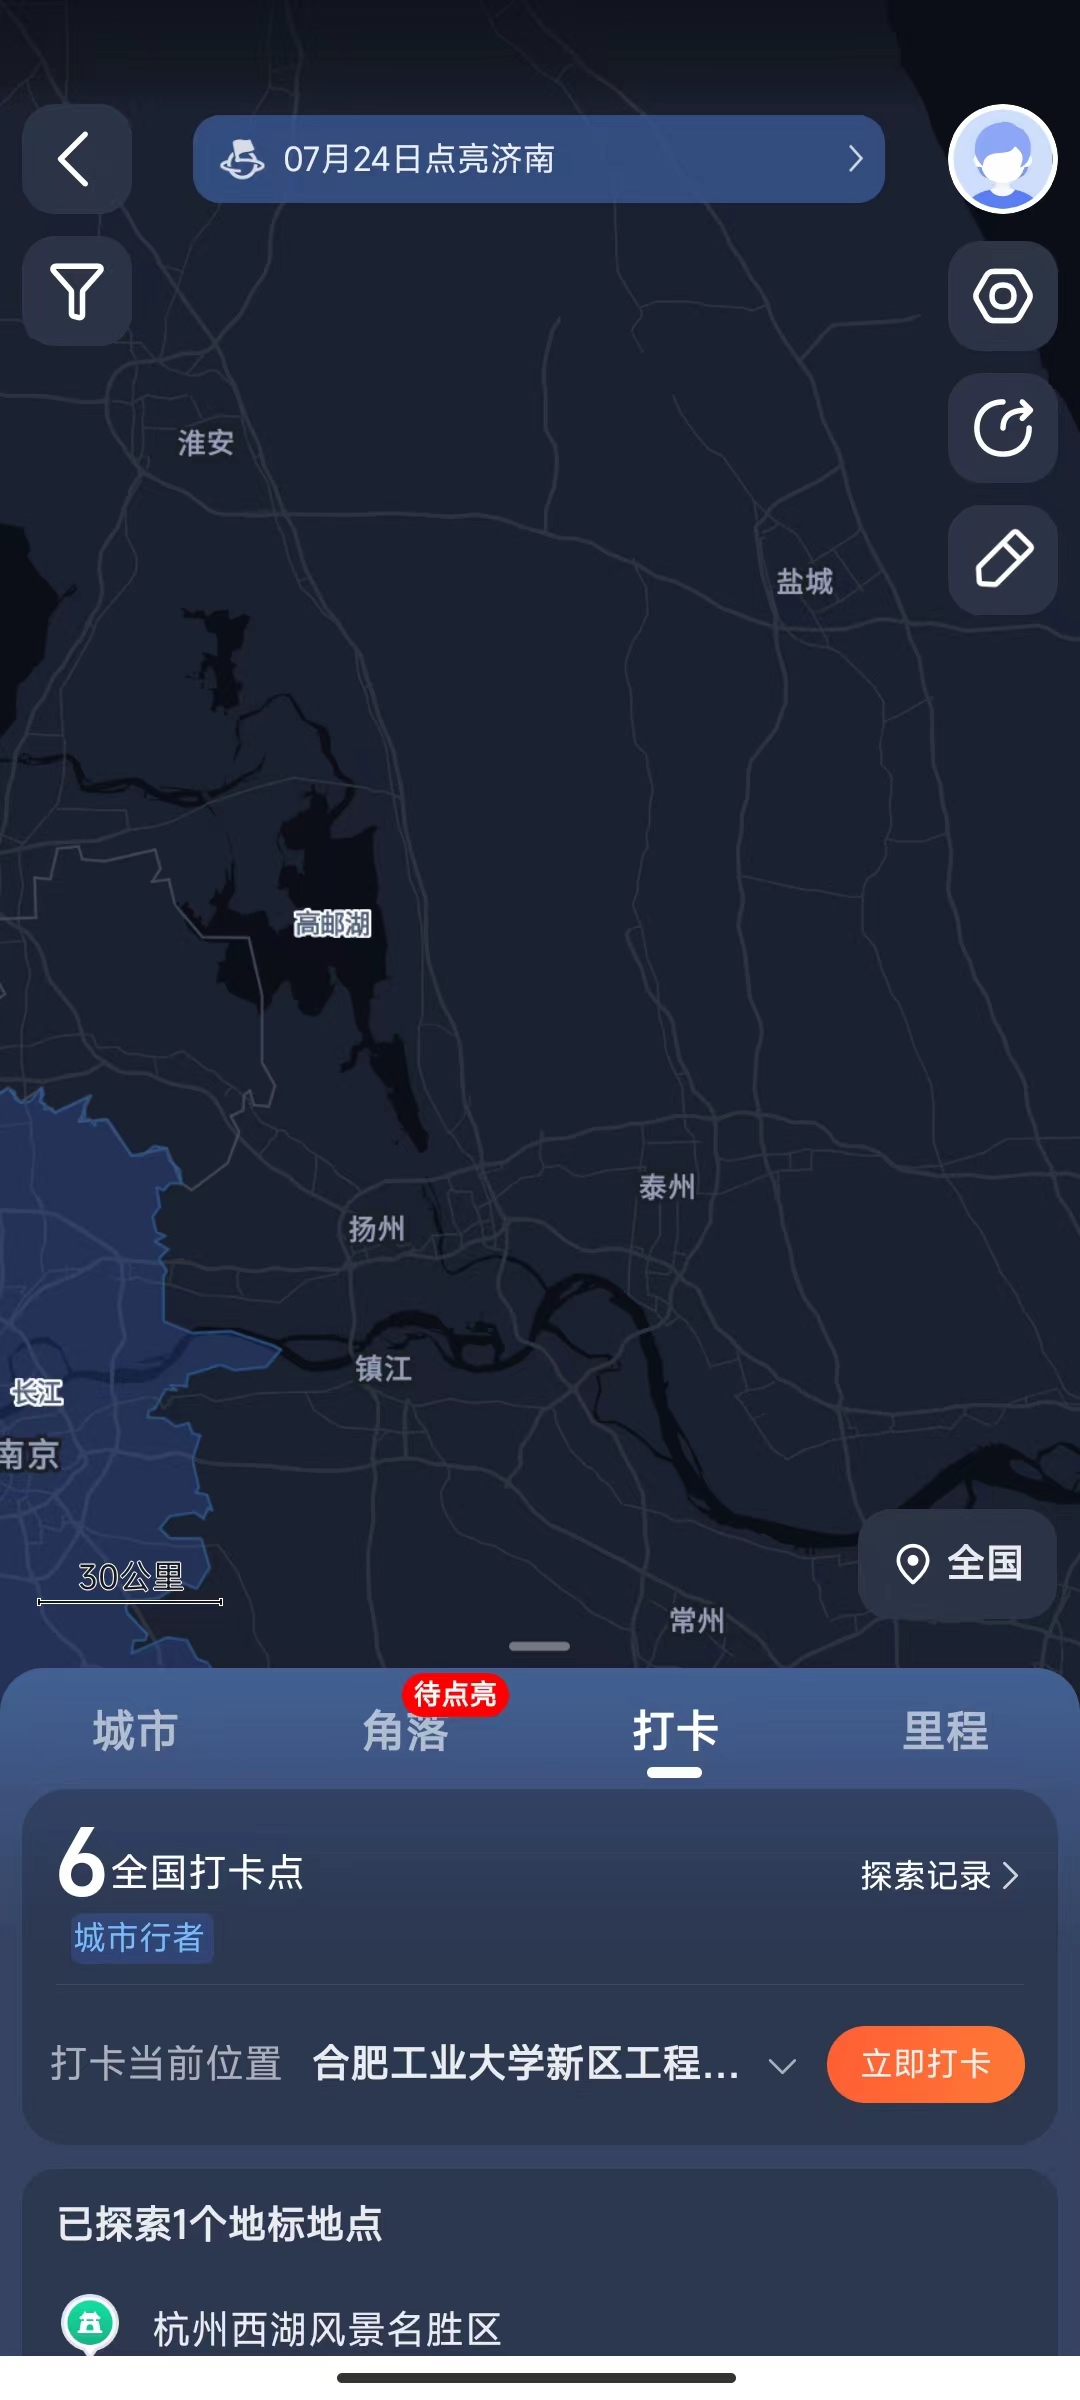 07月24日点亮济南
淮安
盐城
高邮湖
泰州
扬州
镇江
长江
南京
30公里
全国
常州
待点亮
城市
角落
打卡
里程
6全国打卡点
探索记录
城市行者
打卡当前位置 合肥工业大学新区工程... 立即打卡
已探索1个地标地点
杭州西湖风景名胜区